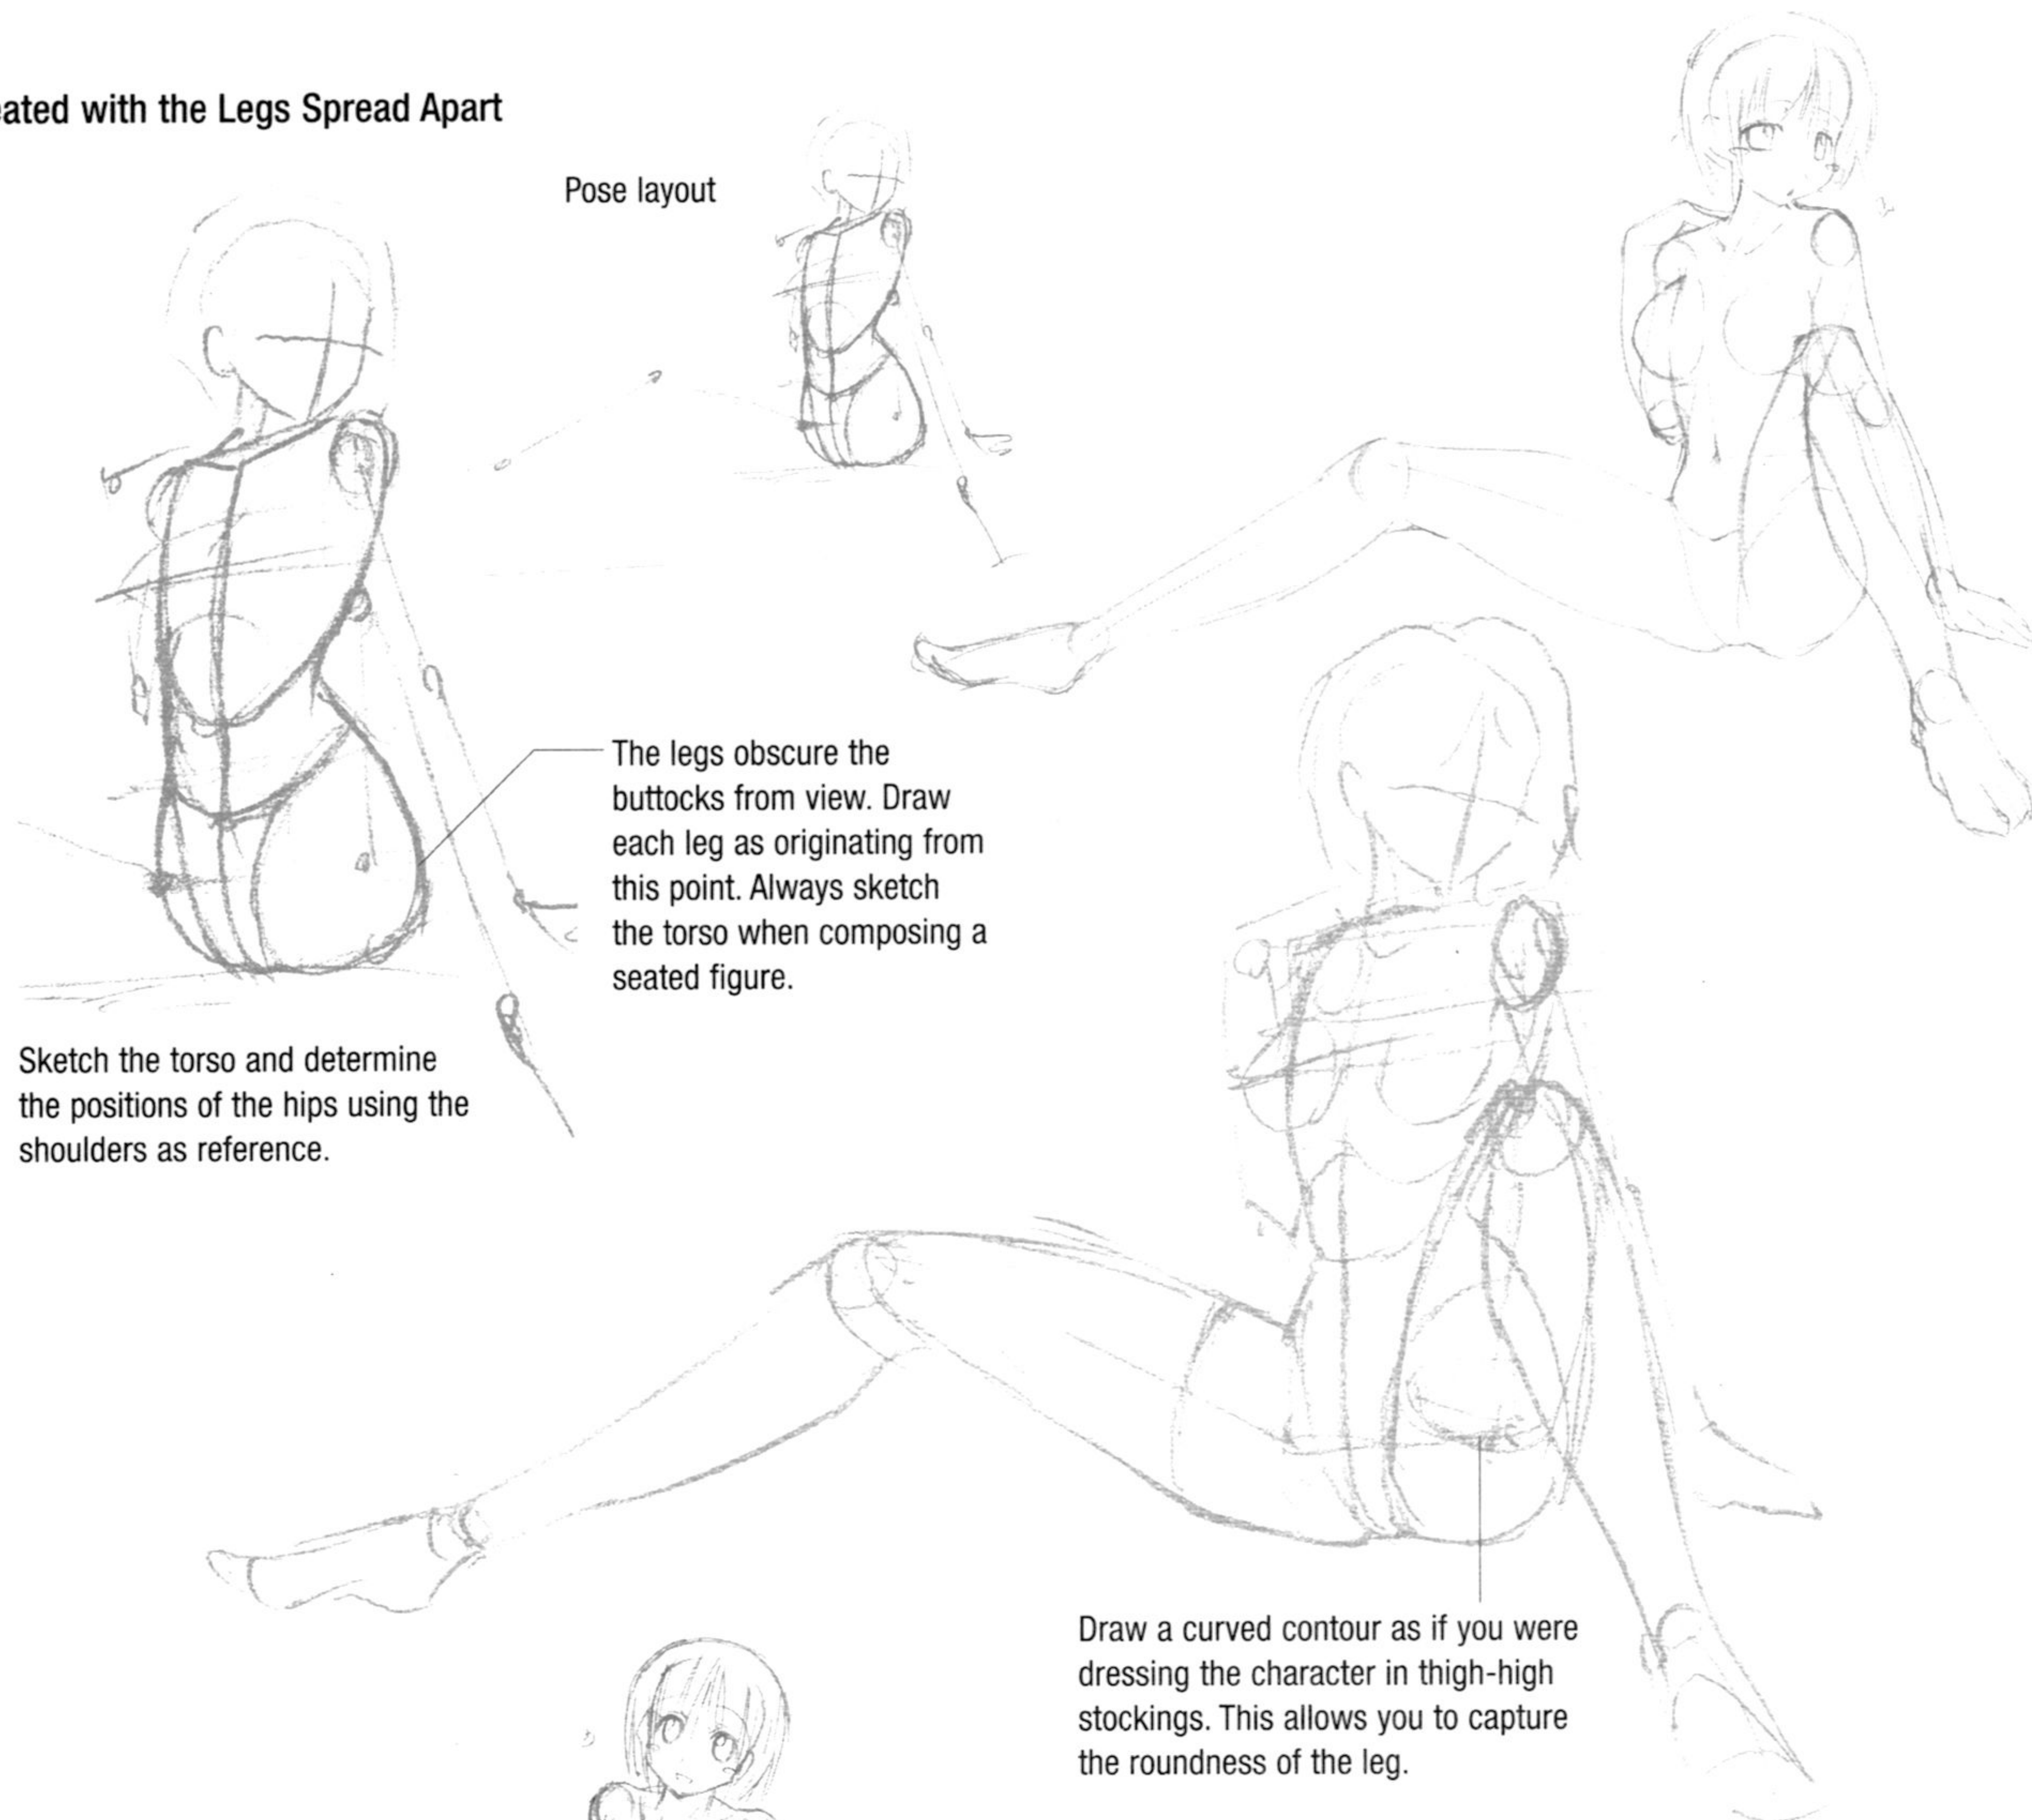 with the Legs Spread Apart
Pose layout
The legs obscure the
buttocks from view. Draw
each leg as originating from
this point. Always sketch
the torso when composing a
seated figure.
Sketch the torso and determine
the positions of the hips using the
shoulders as reference.
Draw a curved contour as if you were
dressing the character in thigh-high
stockings. This allows you to capture
the roundness of the leg.